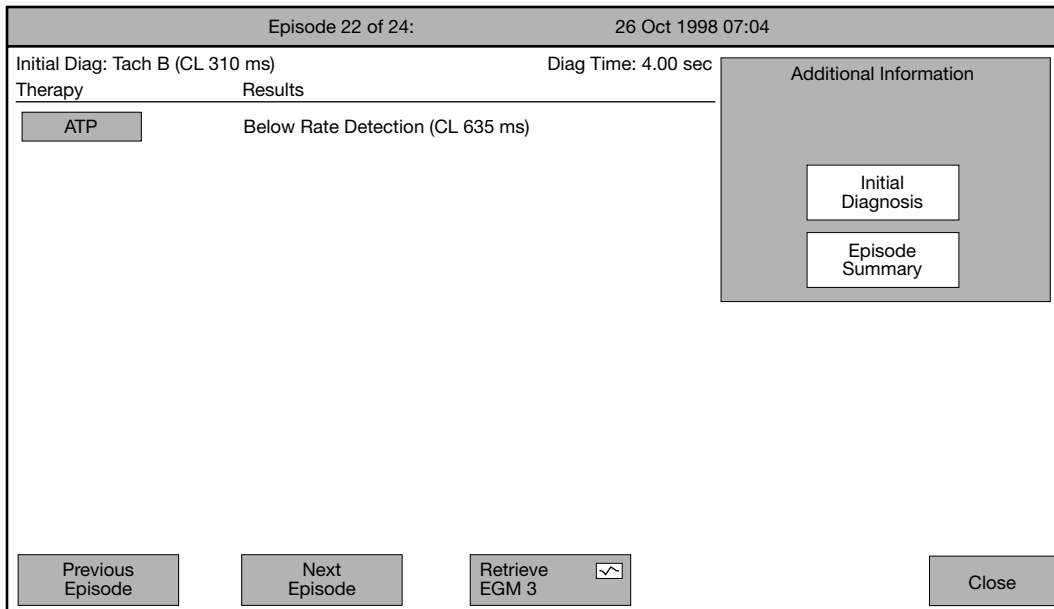 Episode 22 of 24: 26 Oct 1998 07:04
Initial Diag: Tach B (CL 310 ms) Diag Time: 4.00 sec
Therapy Results
ATP Below Rate Detection (CL 635 ms)
Additional Information
Initial
Diagnosis
Episode
Summary
Previous
Episode
Next
Episode
Retrieve
EGM 3
Close